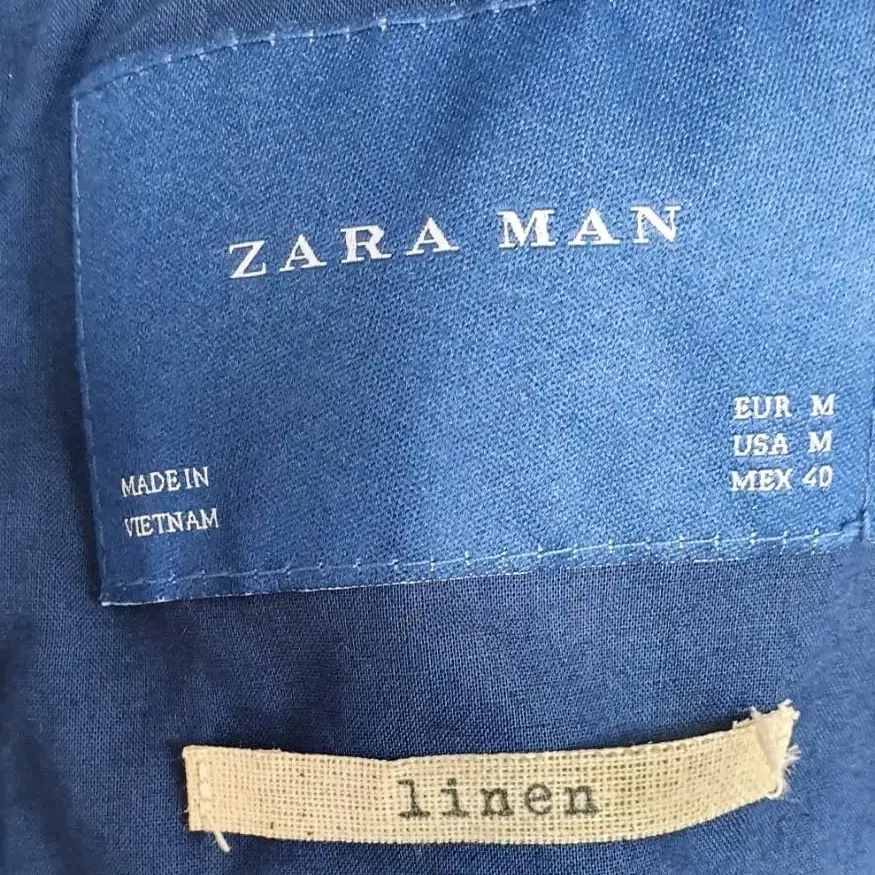 ZARA MAN
MADE IN
VIETNAM
EUR M
USA M
MEX 40
linen